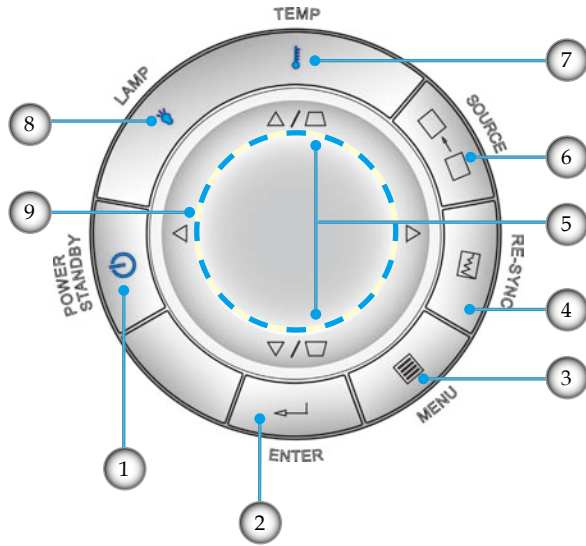 TEMP
7
LAMP
8
SOURCE
6
9
5
POWER
STANDBY
RE-SYNC
4
3
MENU
1
ENTER
2